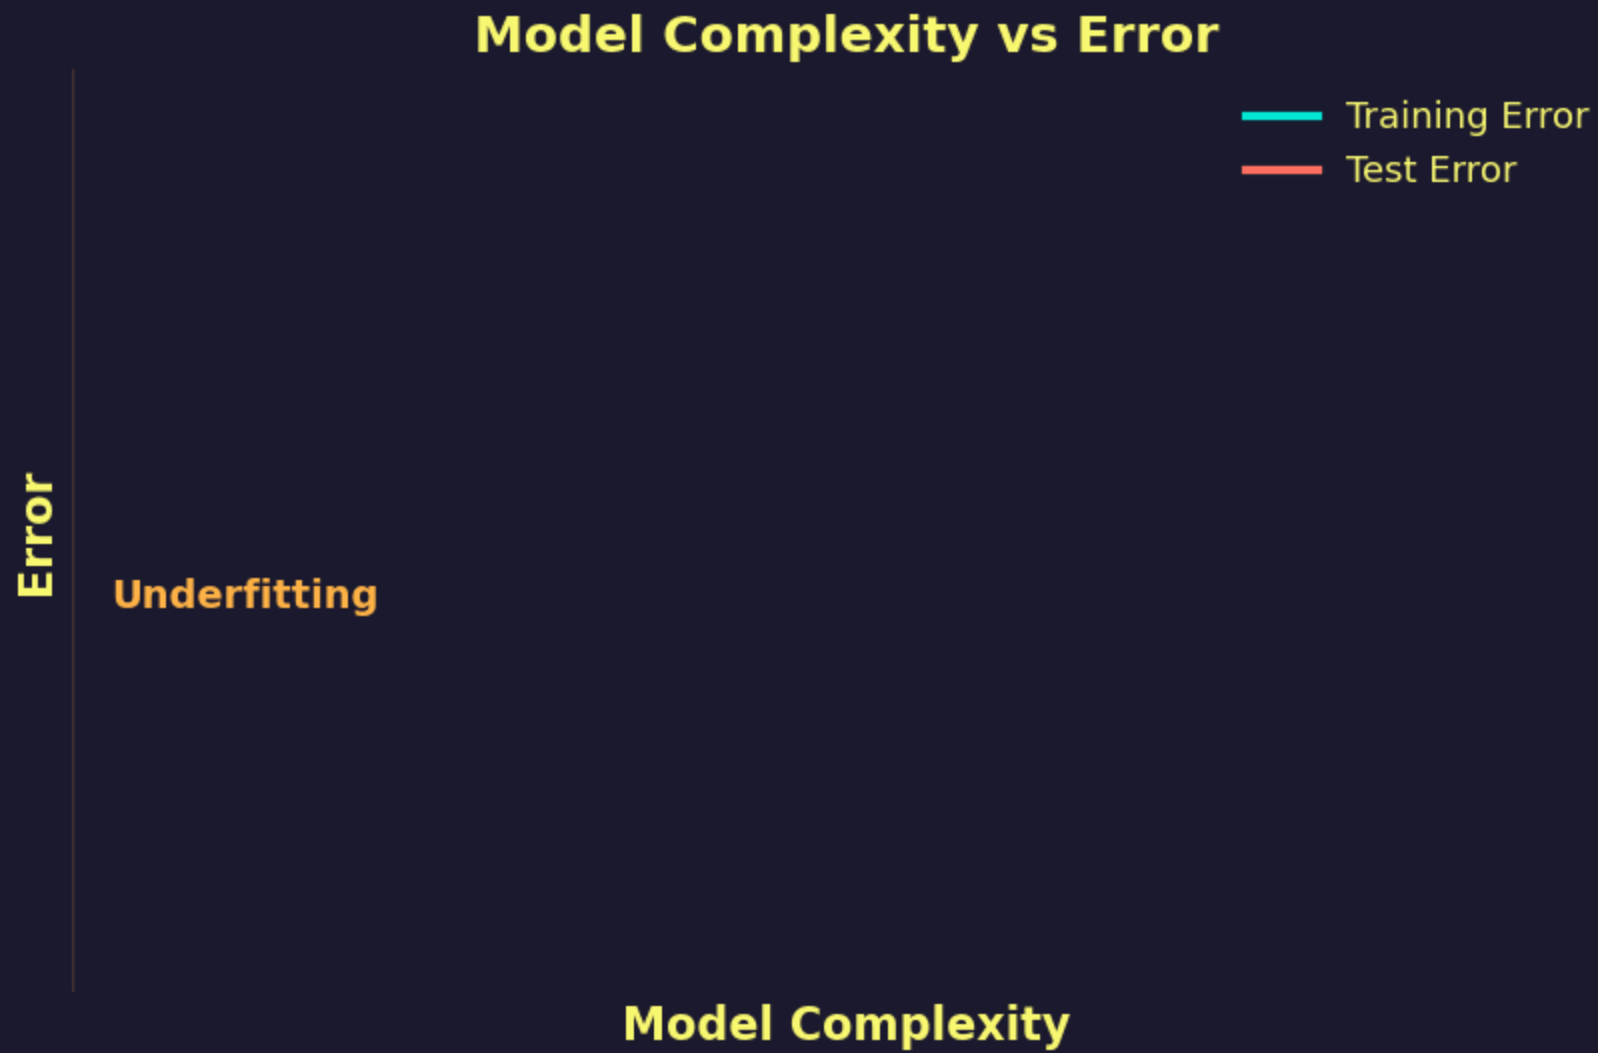 Model Complexity vs Error
Training Error
Test Error
Error
Underfitting
Model Complexity